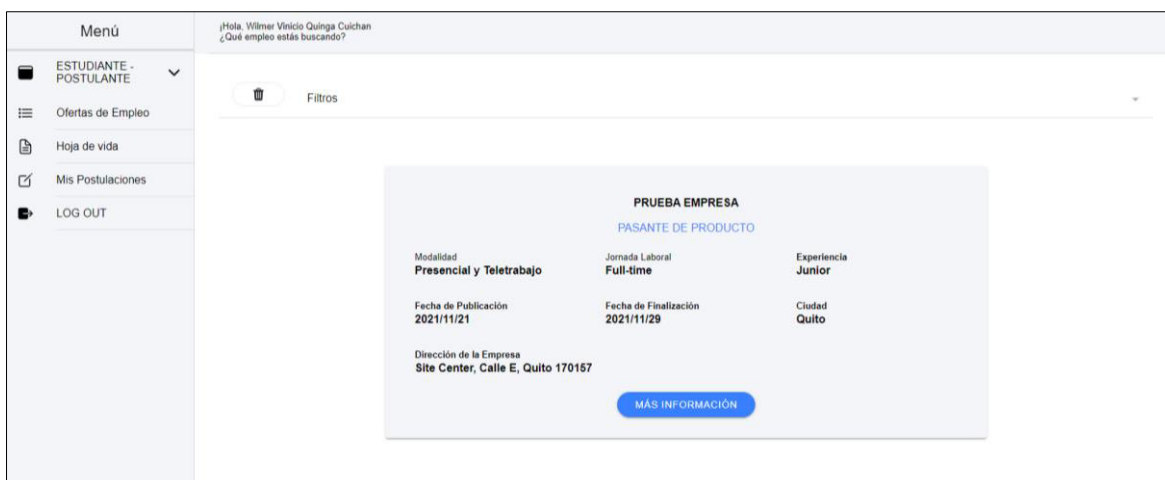 Menú
ESTUDIANTE -
POSTULANTE
Ofertas de Empleo
Hoja de vida
Mis Postulaciones
LOG OUT
¡Hola, Wilmer Vinicio Quinga Cuichan
¿Qué empleo estás buscando?
Filtros
PRUEBA EMPRESA
PASANTE DE PRODUCTO
Modalidad Jornada Laboral Experiencia
Presencial y Teletrabajo Full-time Junior
Fecha de Publicación Fecha de Finalización Ciudad
2021/11/21 2021/11/29 Quito
Dirección de la Empresa
Site Center, Calle E, Quito 170157
MÁS INFORMACIÓN